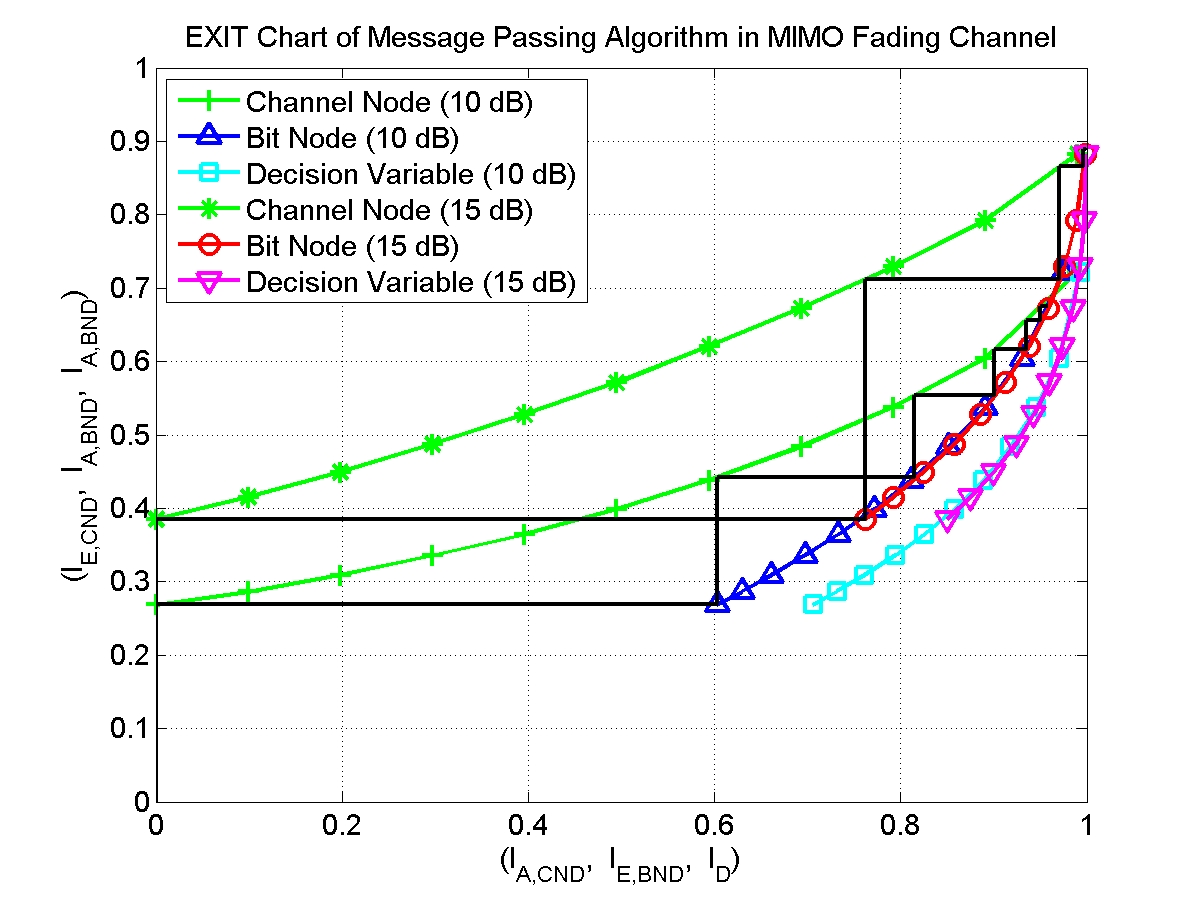 EXIT Chart of Message Passing Algorithm in MIMO Fading Channel
Channel Node (10 dB)
Bit Node (10 dB)
Decision Variable (10 dB)
Channel Node (15 dB)
Bit Node (15 dB)
Decision Variable (15 dB)
1
0.9
0.8
0.7
0.6
0.5
0.4
0.3
0.2
0.1
0
(I_E,CND, I_A,BND, I_A,BND)
0 0.2 0.4 0.6 0.8 1
(I_A,CND, I_E,BND, I_D)